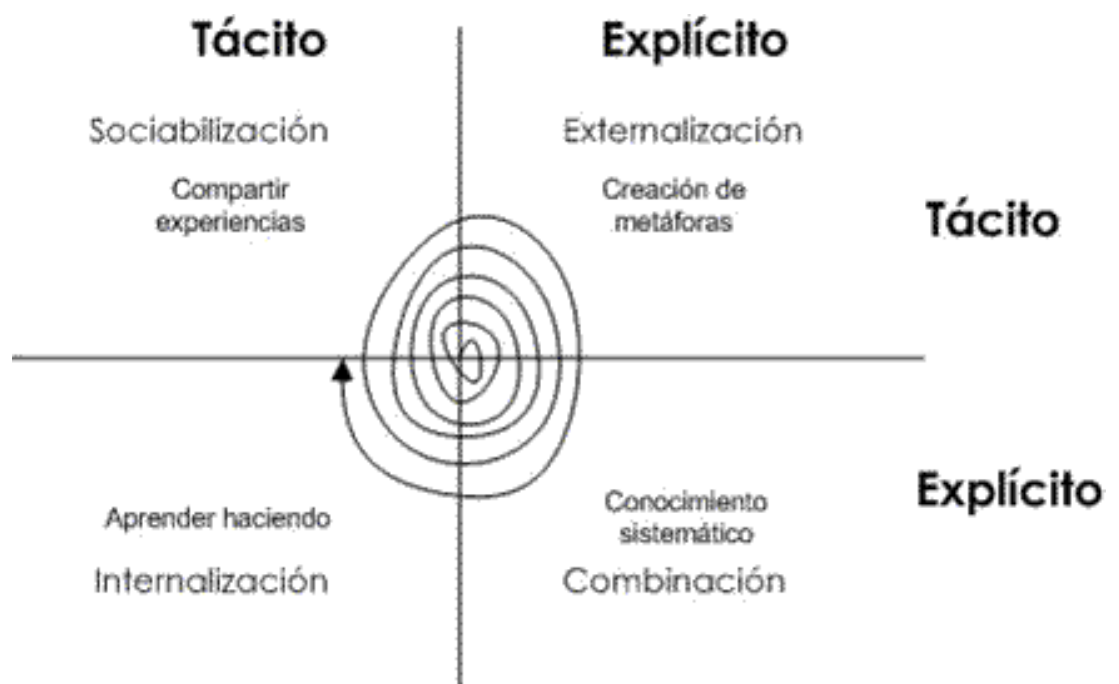 Tácito
Explícito
Sociabilización
Externalización
Compartir
experiencias
Creación de
metáforas
Tácito
Explícito
Aprender haciendo
Conocimiento
sistemático
Internalización
Combinación